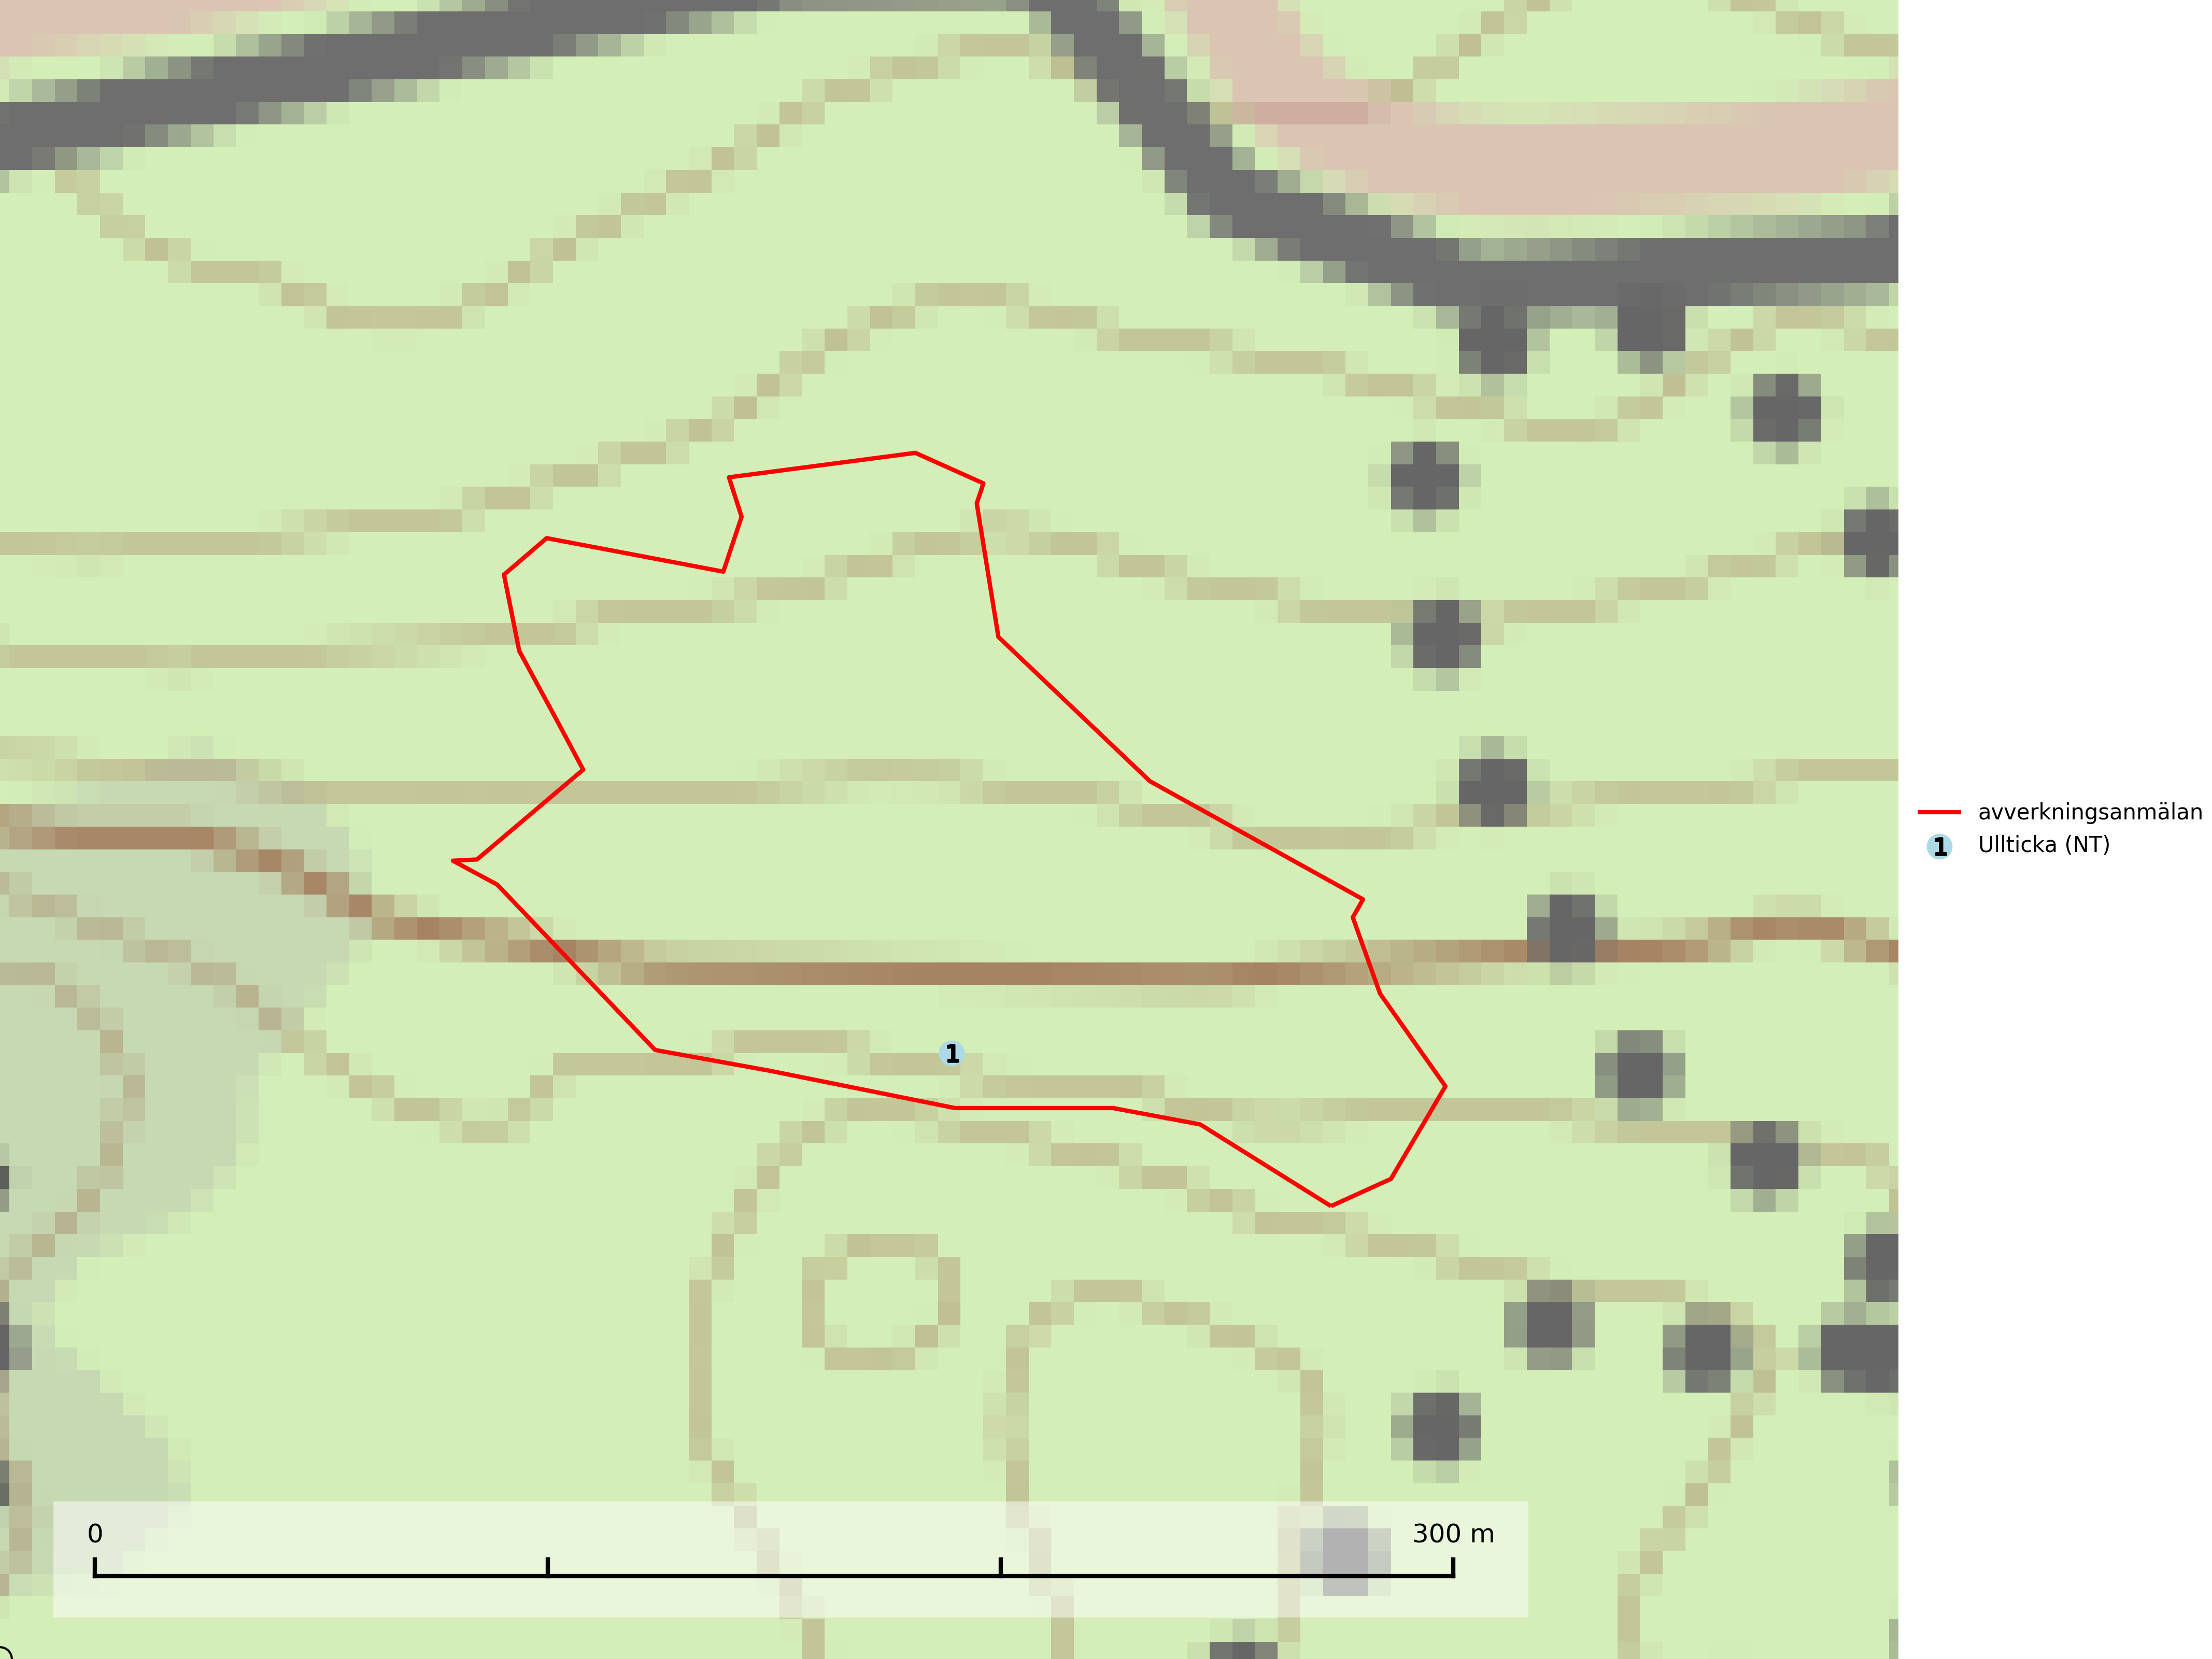 avverkningsanmälan
1 Ullticka (NT)
1
0 300 m